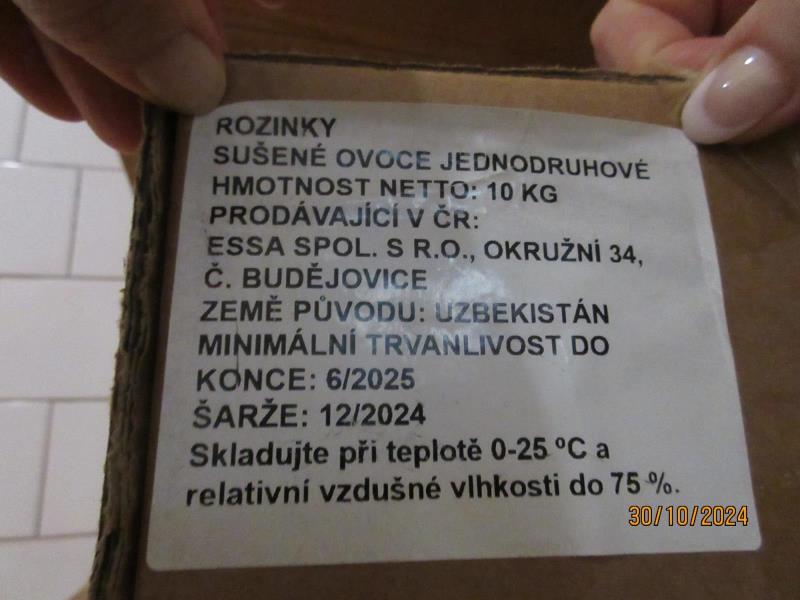 ROZINKY
SUŠENÉ OVOCE JEDNODRUHOVÉ
HMOTNOST NETTO: 10 KG
PRODÁVAJÍCÍ V ČR:
ESSA SPOL. S R.O., OKRUŽNÍ 34,
Č. BUDĚJOVICE
ZEMĚ PŮVODU: UZBEKISTÁN
MINIMÁLNÍ TRVANLIVOST DO
KONCE: 6/2025
ŠARŽE: 12/2024
Skladujte při teplotě 0-25 ºC a
relativní vzdušné vlhkosti do 75 %.
30/10/2024